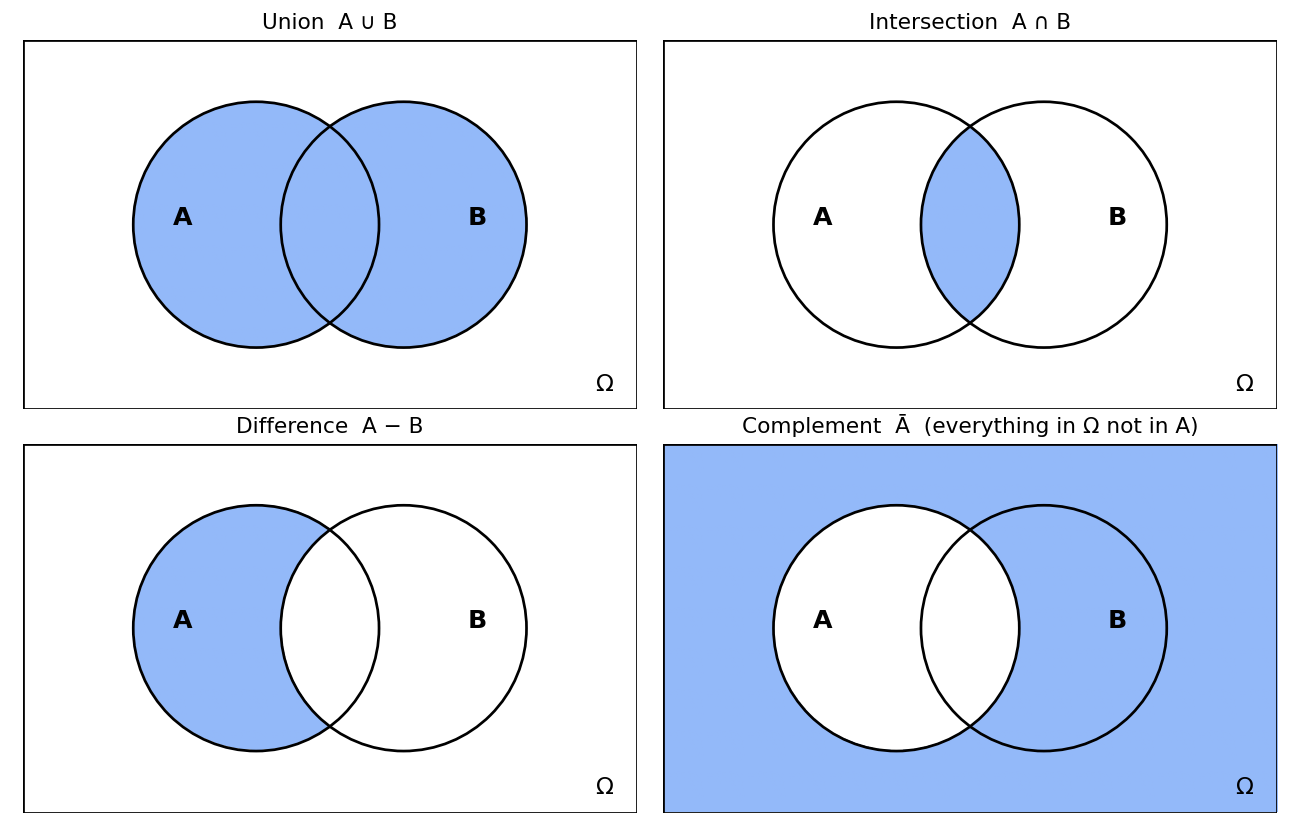 Union  A ∪ B
A
B
Ω
Intersection  A ∩ B
A
B
Ω
Difference  A − B
A
B
Ω
Complement  Ā  (everything in Ω not in A)
A
B
Ω